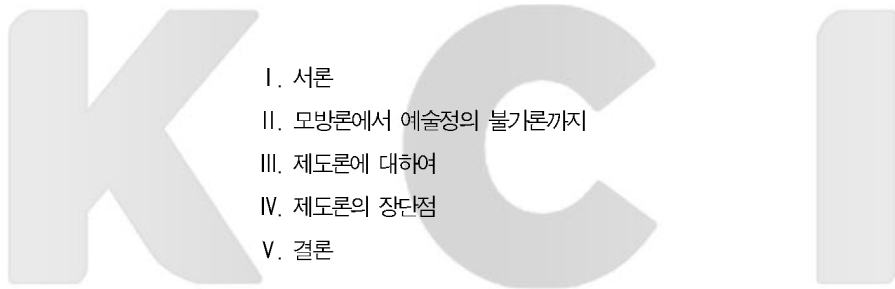 Ⅰ. 서론
Ⅱ. 모방론에서 예술정의 불가론까지
Ⅲ. 제도론에 대하여
Ⅳ. 제도론의 장단점
Ⅴ. 결론
KCI